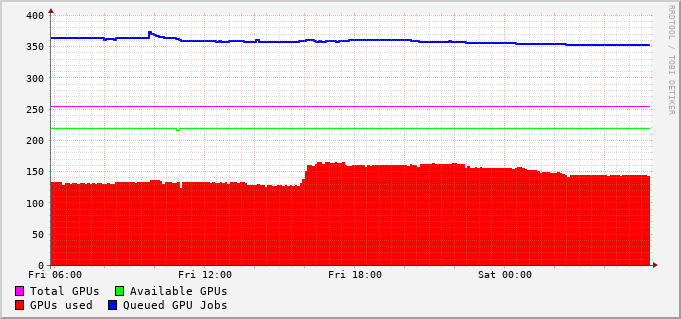 400
350
300
250
200
150
100
50
0
Fri 06:00 Fri 12:00 Fri 18:00 Sat 00:00
Total GPUs Available GPUs
GPUs used Queued GPU Jobs
RRDTOOL / TOBI OETIKER